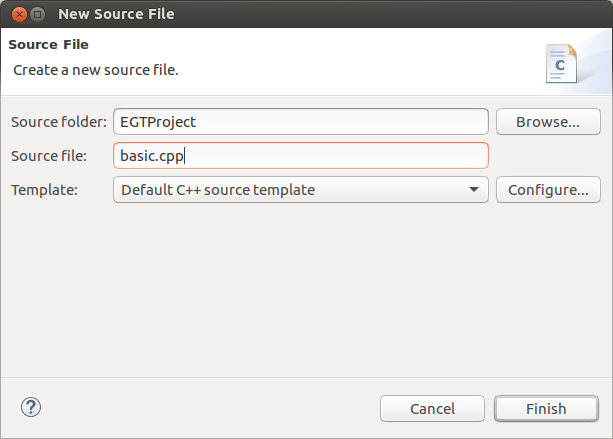 New Source File
Source File
Create a new source file.
C
Source folder: EGTProject Browse...
Source file: basic.cpp
Template: Default C++ source template Configure...
? Cancel Finish